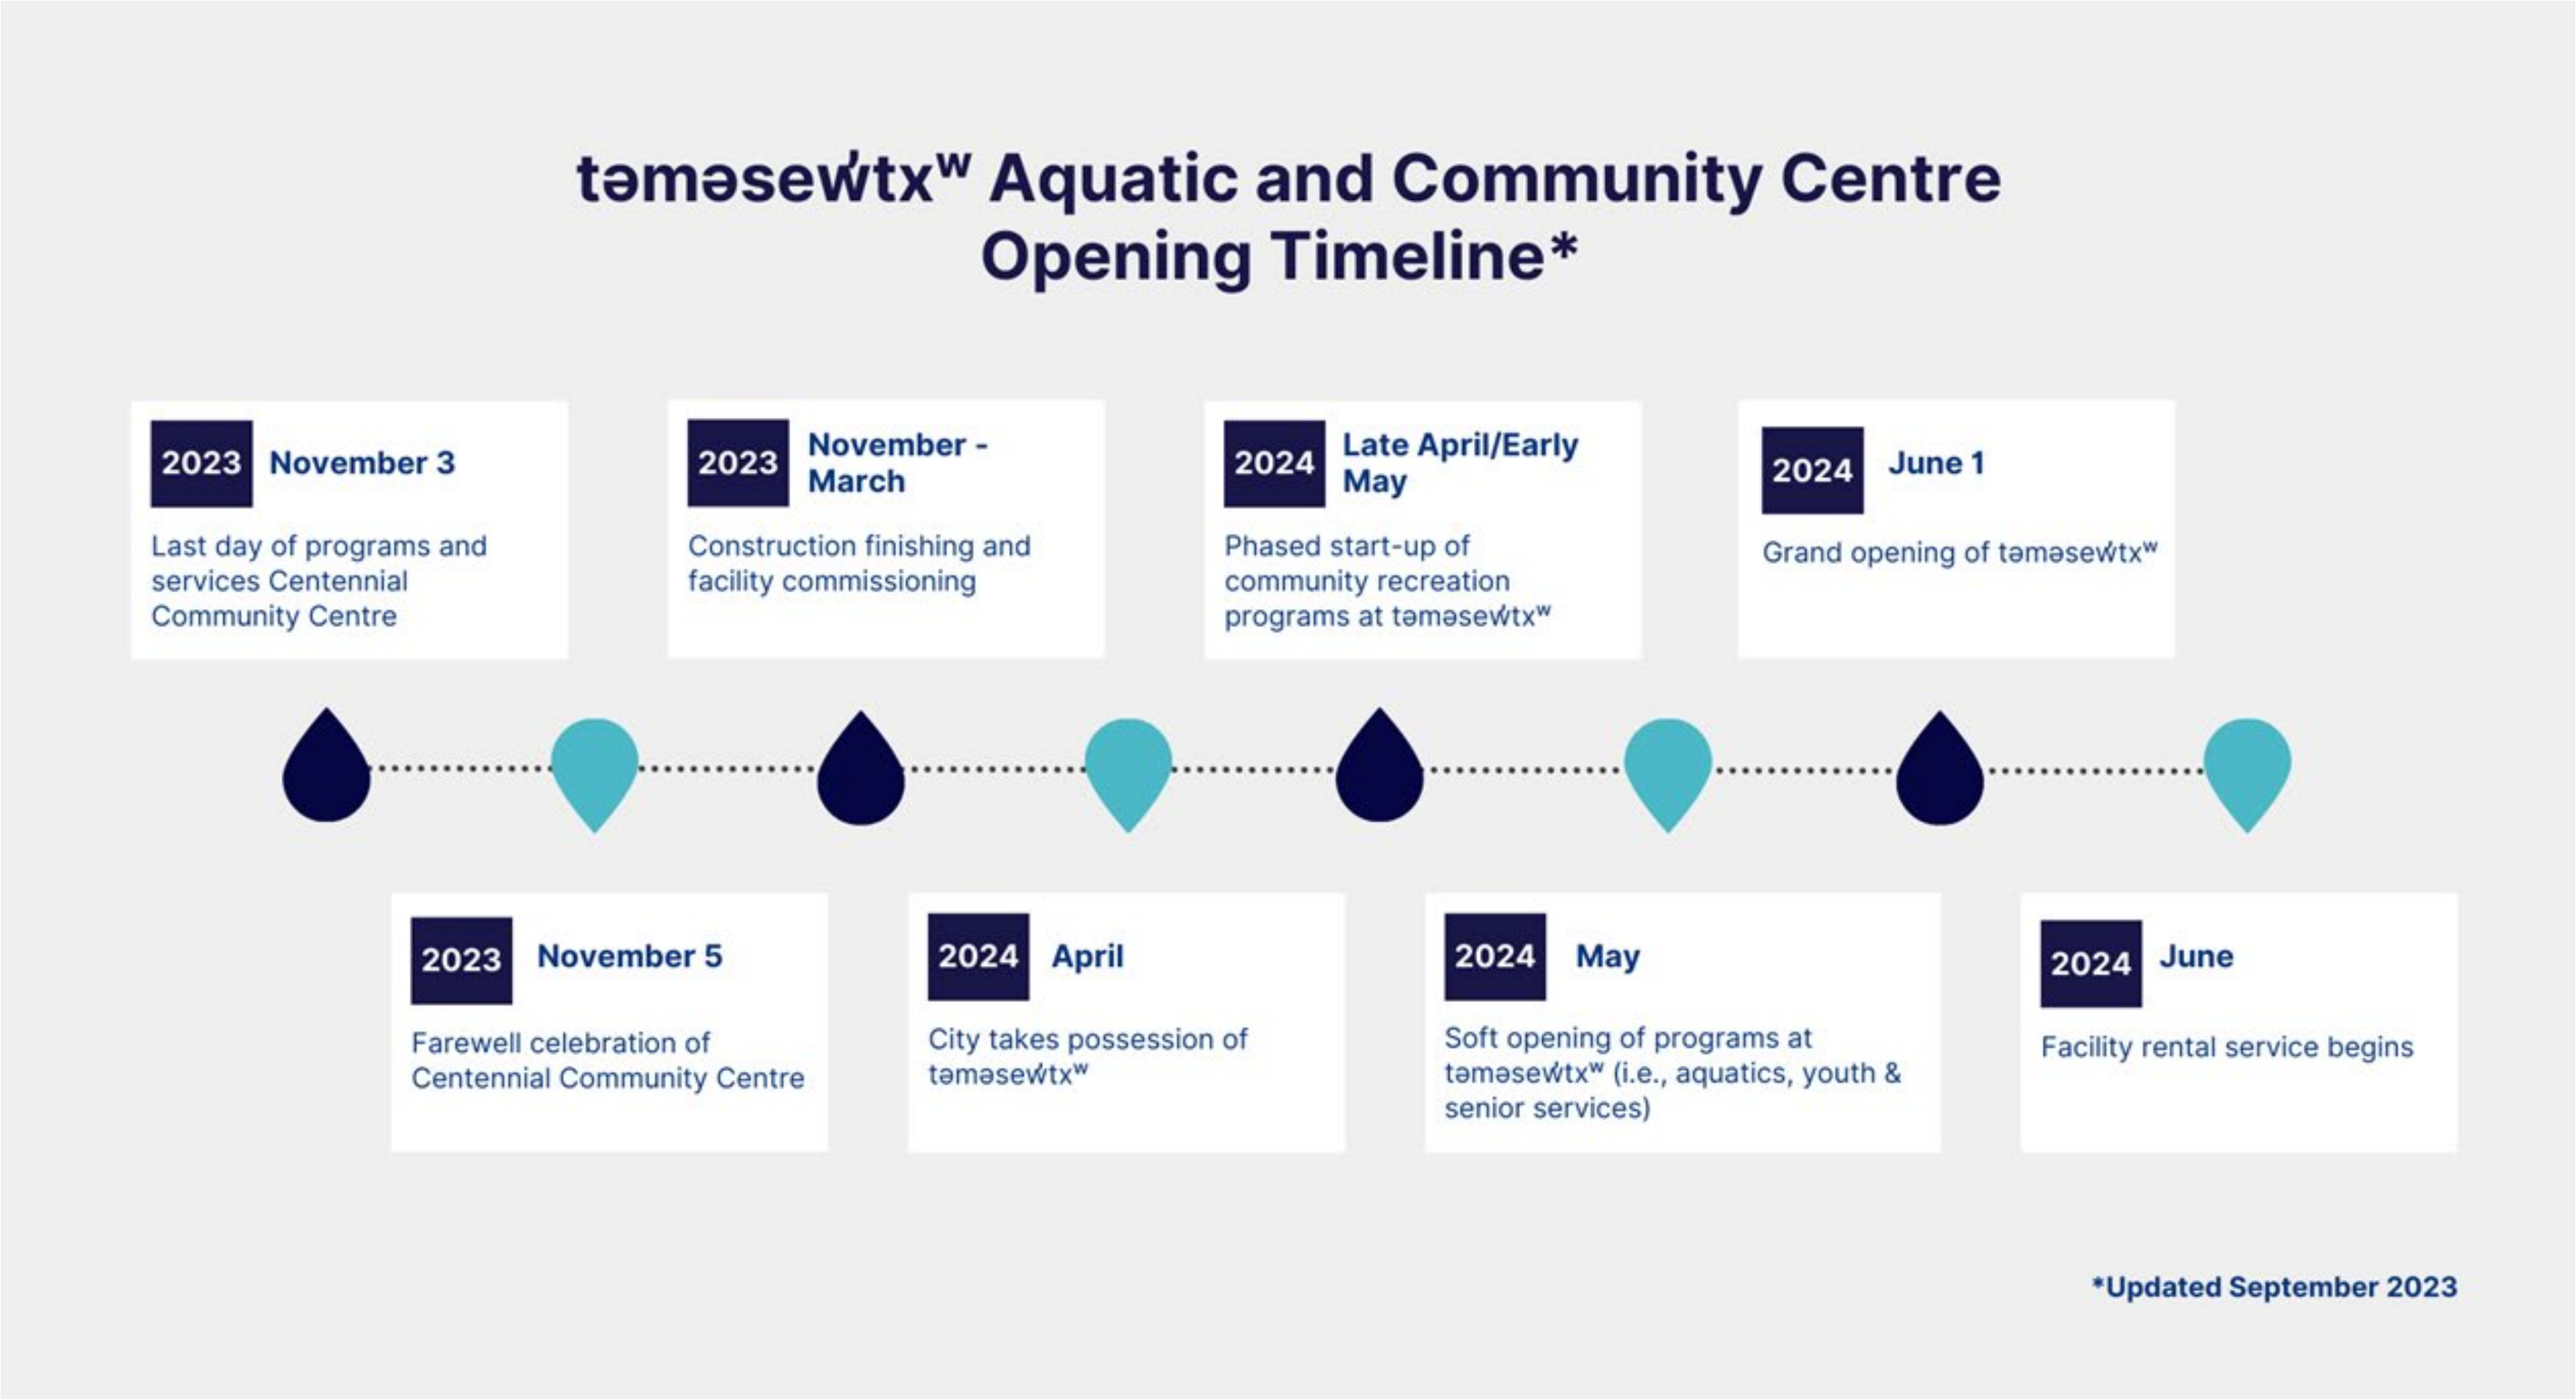 təməsew̓txʷ Aquatic and Community Centre
Opening Timeline*
2023
November 3
Last day of programs and
services Centennial
Community Centre
2023
November 5
Farewell celebration of
Centennial Community Centre
2023
November -
March
Construction finishing and
facility commissioning
2024
April
City takes possession of
təməsew̓txʷ
2024
Late April/Early
May
Phased start-up of
community recreation
programs at təməsew̓txʷ
2024
May
Soft opening of programs at
təməsew̓txʷ (i.e., aquatics, youth &
senior services)
2024
June 1
Grand opening of təməsew̓txʷ
2024
June
Facility rental service begins
*Updated September 2023